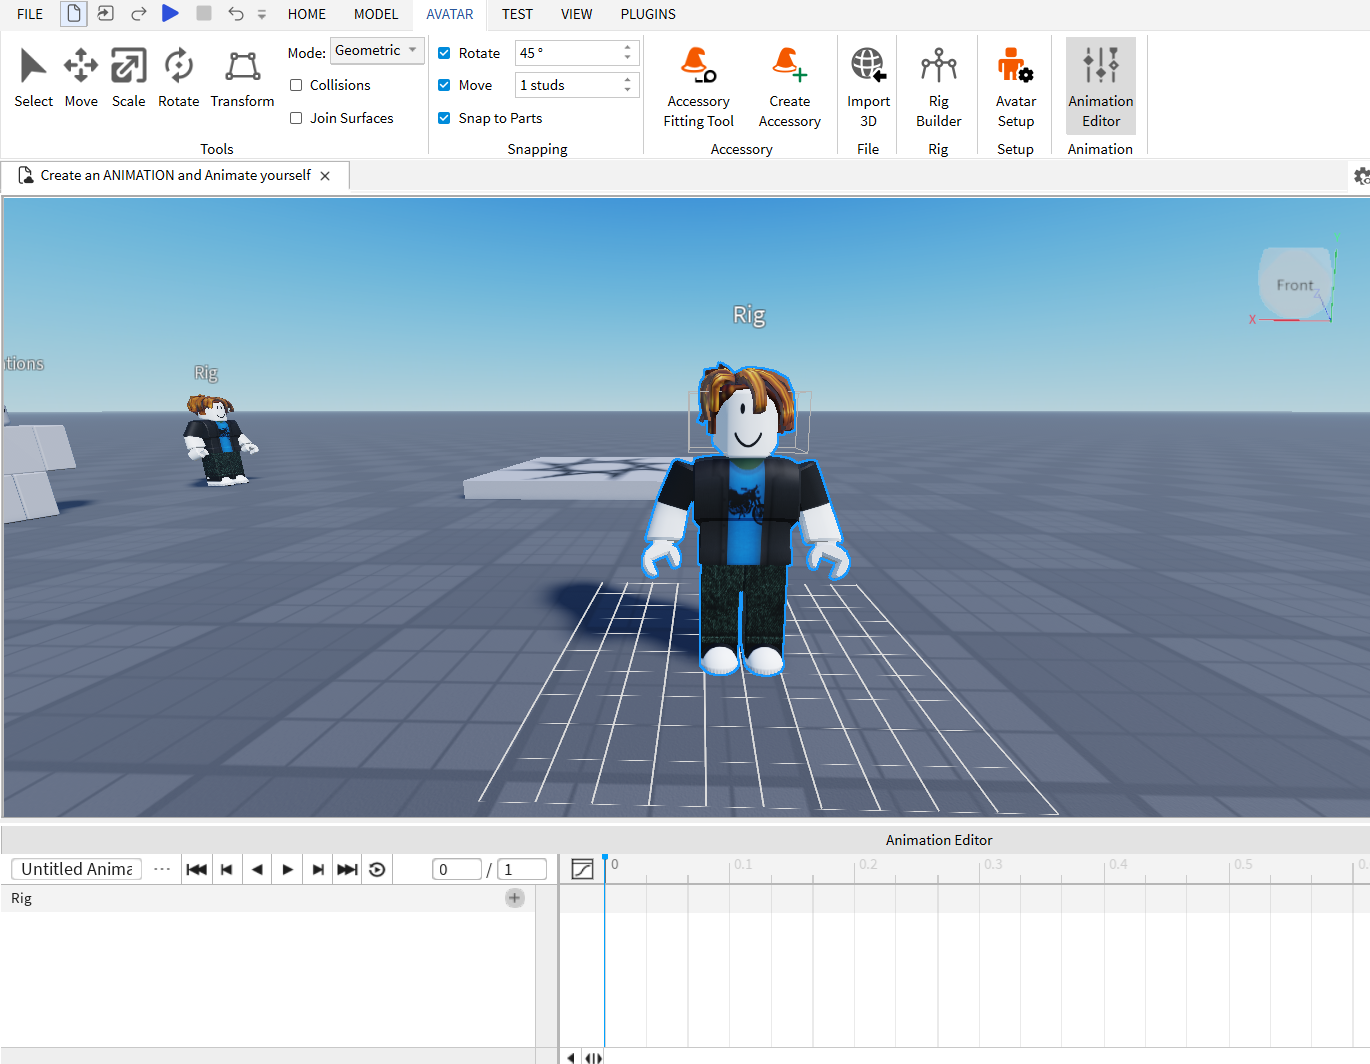 FILE HOME MODEL AVATAR TEST VIEW PLUGINS
Mode: Geometric
Rotate 45 °
Collisions
Move 1 studs
Join Surfaces
Snap to Parts
Select Move Scale Rotate Transform
Accessory Fitting Tool
Create Accessory
Import 3D
Rig Builder
Avatar Setup
Animation Editor
Tools Snapping Accessory File Rig Setup Animation
Create an ANIMATION and Animate yourself
Front
Y
Z
X
Rig
tions
Rig
Animation Editor
Untitled Anima ... 0 / 1
0 0.1 0.2 0.3 0.4 0.5 0.
Rig